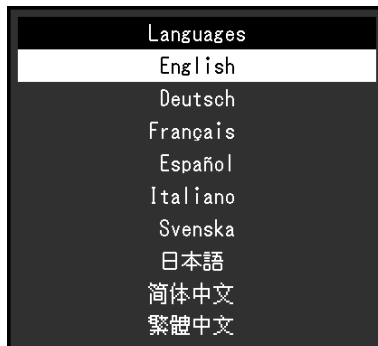 Languages
English
Deutsch
Français
Español
Italiano
Svenska
日本語
简体中文
繁體中文